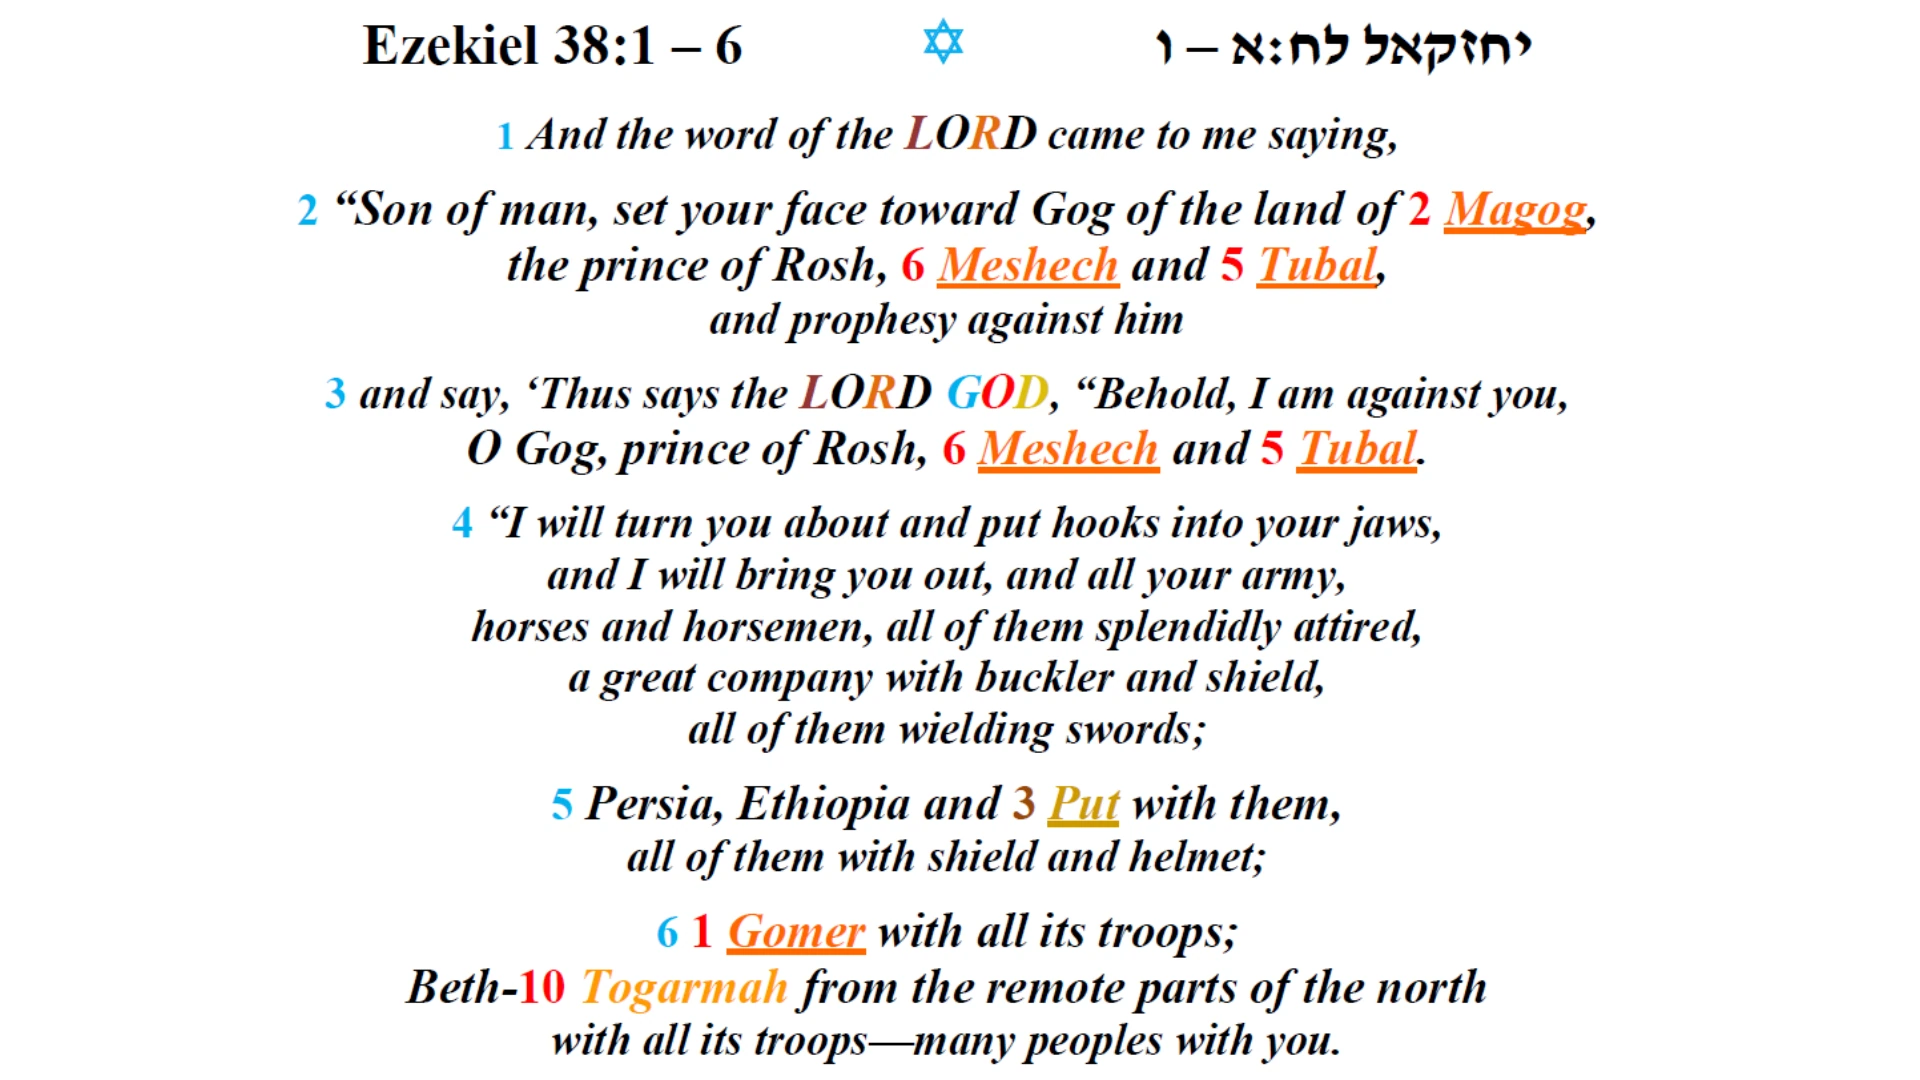 Ezekiel 38:1 – 6 ✡ יחזקאל לח:א – ו
1 And the word of the LORD came to me saying,
2 “Son of man, set your face toward Gog of the land of 2 Magog,
the prince of Rosh, 6 Meshech and 5 Tubal,
and prophesy against him
3 and say, ‘Thus says the LORD GOD, “Behold, I am against you,
O Gog, prince of Rosh, 6 Meshech and 5 Tubal.
4 “I will turn you about and put hooks into your jaws,
and I will bring you out, and all your army,
horses and horsemen, all of them splendidly attired,
a great company with buckler and shield,
all of them wielding swords;
5 Persia, Ethiopia and 3 Put with them,
all of them with shield and helmet;
6 1 Gomer with all its troops;
Beth-10 Togarmah from the remote parts of the north
with all its troops—many peoples with you.